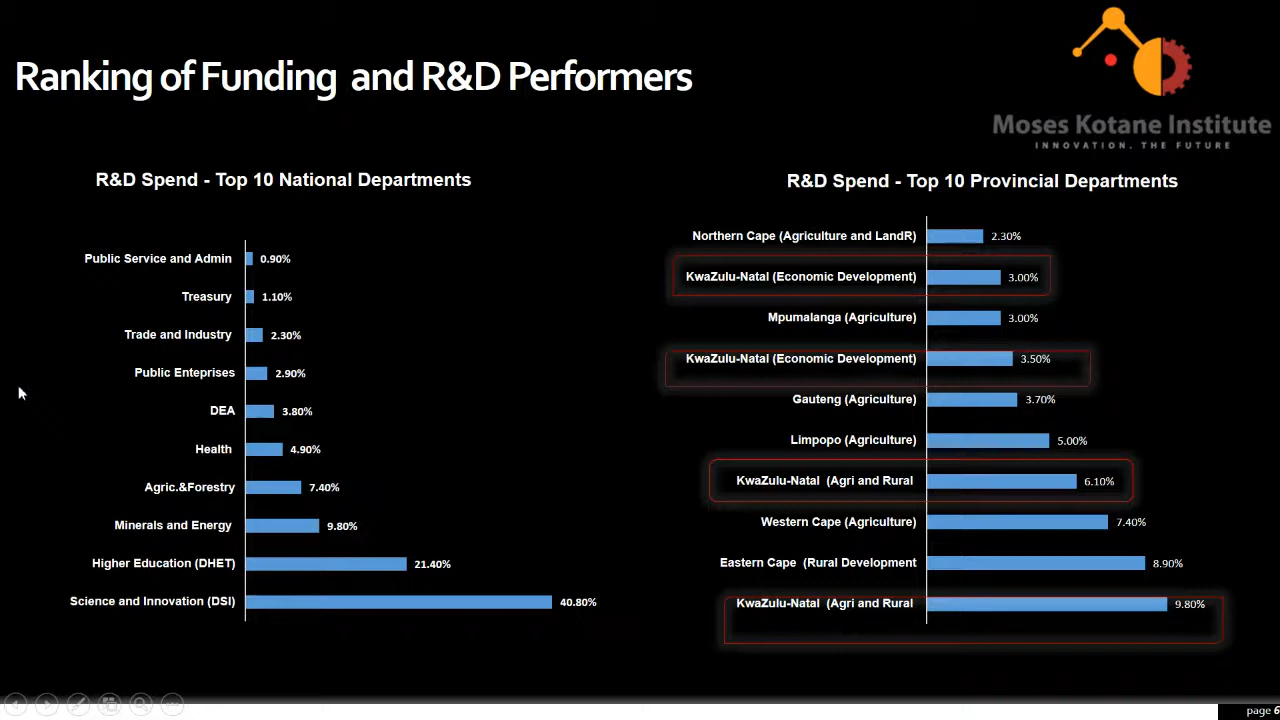 Ranking of Funding and R&D Performers
Moses Kotane Institute
INNOVATION. THE FUTURE
R&D Spend - Top 10 National Departments
Public Service and Admin 0.90%
Treasury 1.10%
Trade and Industry 2.30%
Public Enteprises 2.90%
DEA 3.80%
Health 4.90%
Agric.&Forestry 7.40%
Minerals and Energy 9.80%
Higher Education (DHET) 21.40%
Science and Innovation (DSI) 40.80%
R&D Spend - Top 10 Provincial Departments
Northern Cape (Agriculture and LandR) 2.30%
KwaZulu-Natal (Economic Development) 3.00%
Mpumalanga (Agriculture) 3.00%
KwaZulu-Natal (Economic Development) 3.50%
Gauteng (Agriculture) 3.70%
Limpopo (Agriculture) 5.00%
KwaZulu-Natal (Agri and Rural 6.10%
Western Cape (Agriculture) 7.40%
Eastern Cape (Rural Development 8.90%
KwaZulu-Natal (Agri and Rural 9.80%
page 6